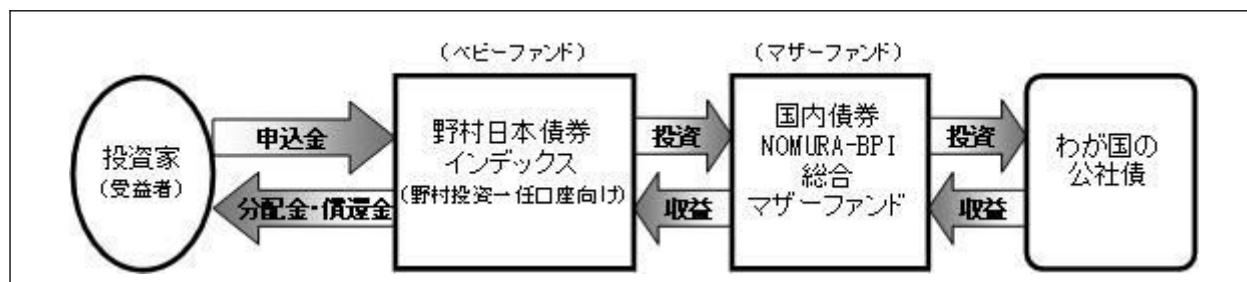 (ベビーファンド)
(マザーファンド)
投資家
(受益者)
申込金
分配金・償還金
野村日本債券
インデックス
(野村投資一任口座向け)
投資
収益
国内債券
NOMURA-BPI
総合
マザーファンド
投資
収益
わが国の
公社債